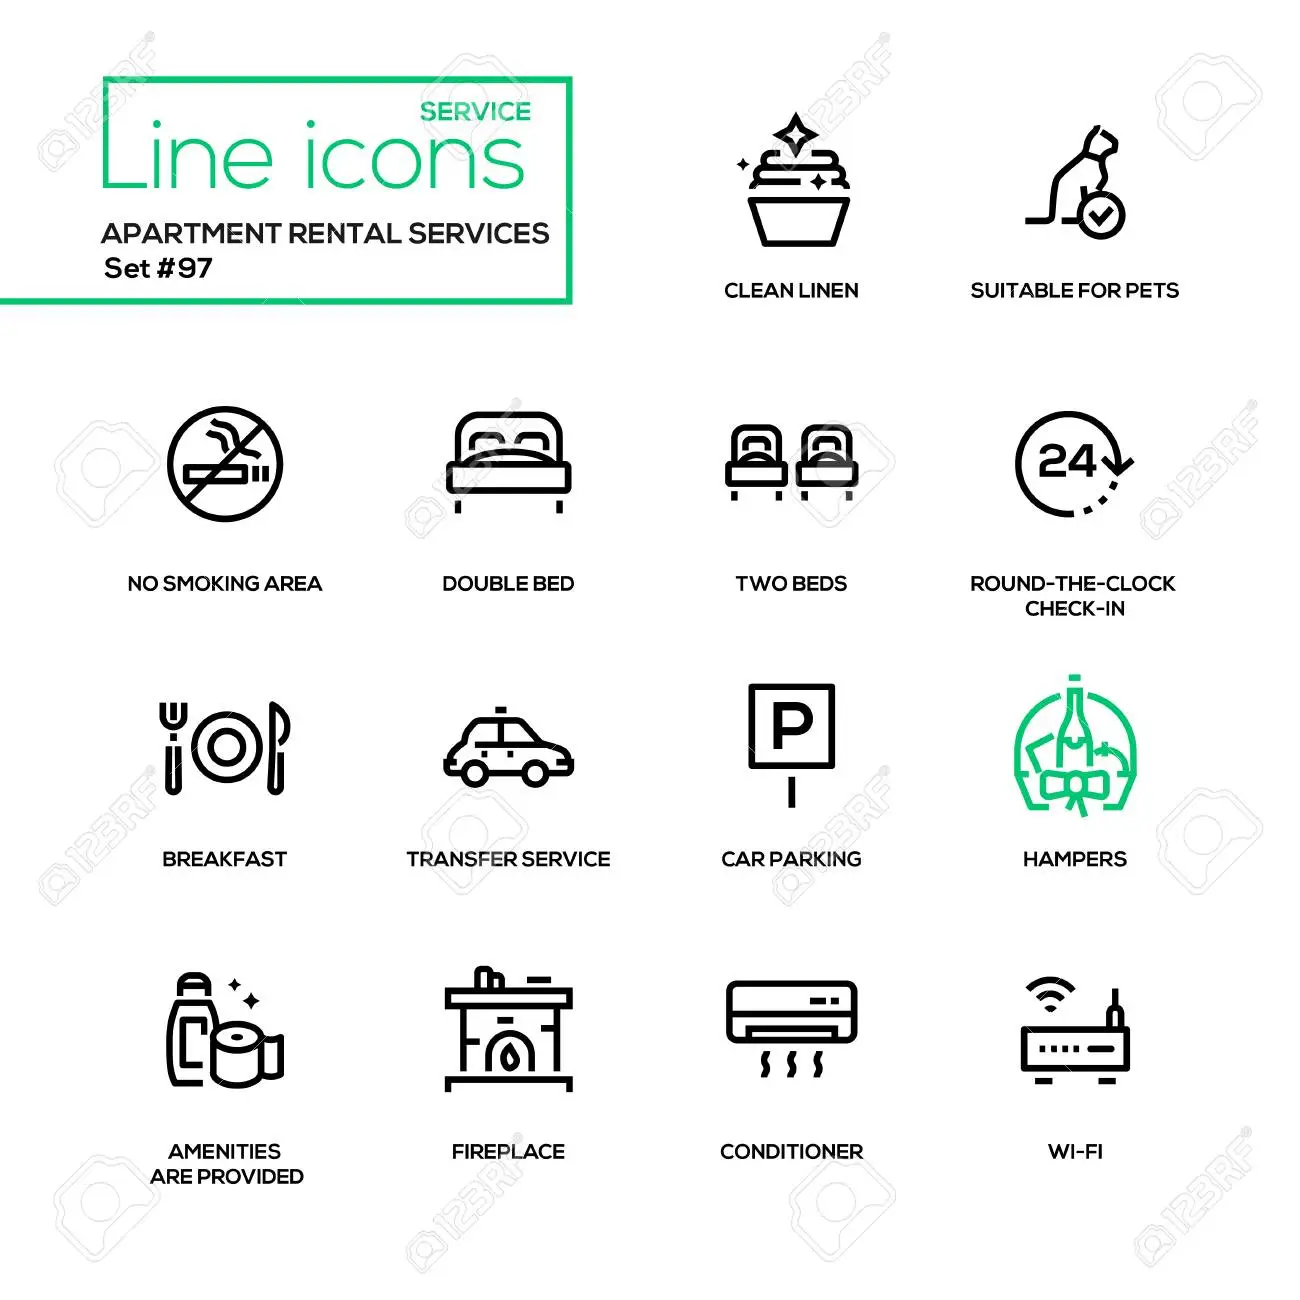 SERVICE
Line icons
APARTMENT RENTAL SERVICES
Set #97
CLEAN LINEN
SUITABLE FOR PETS
NO SMOKING AREA
DOUBLE BED
TWO BEDS
24
ROUND-THE-CLOCK
CHECK-IN
BREAKFAST
TRANSFER SERVICE
P
CAR PARKING
HAMPERS
AMENITIES
ARE PROVIDED
FIREPLACE
CONDITIONER
WI-FI
123RF